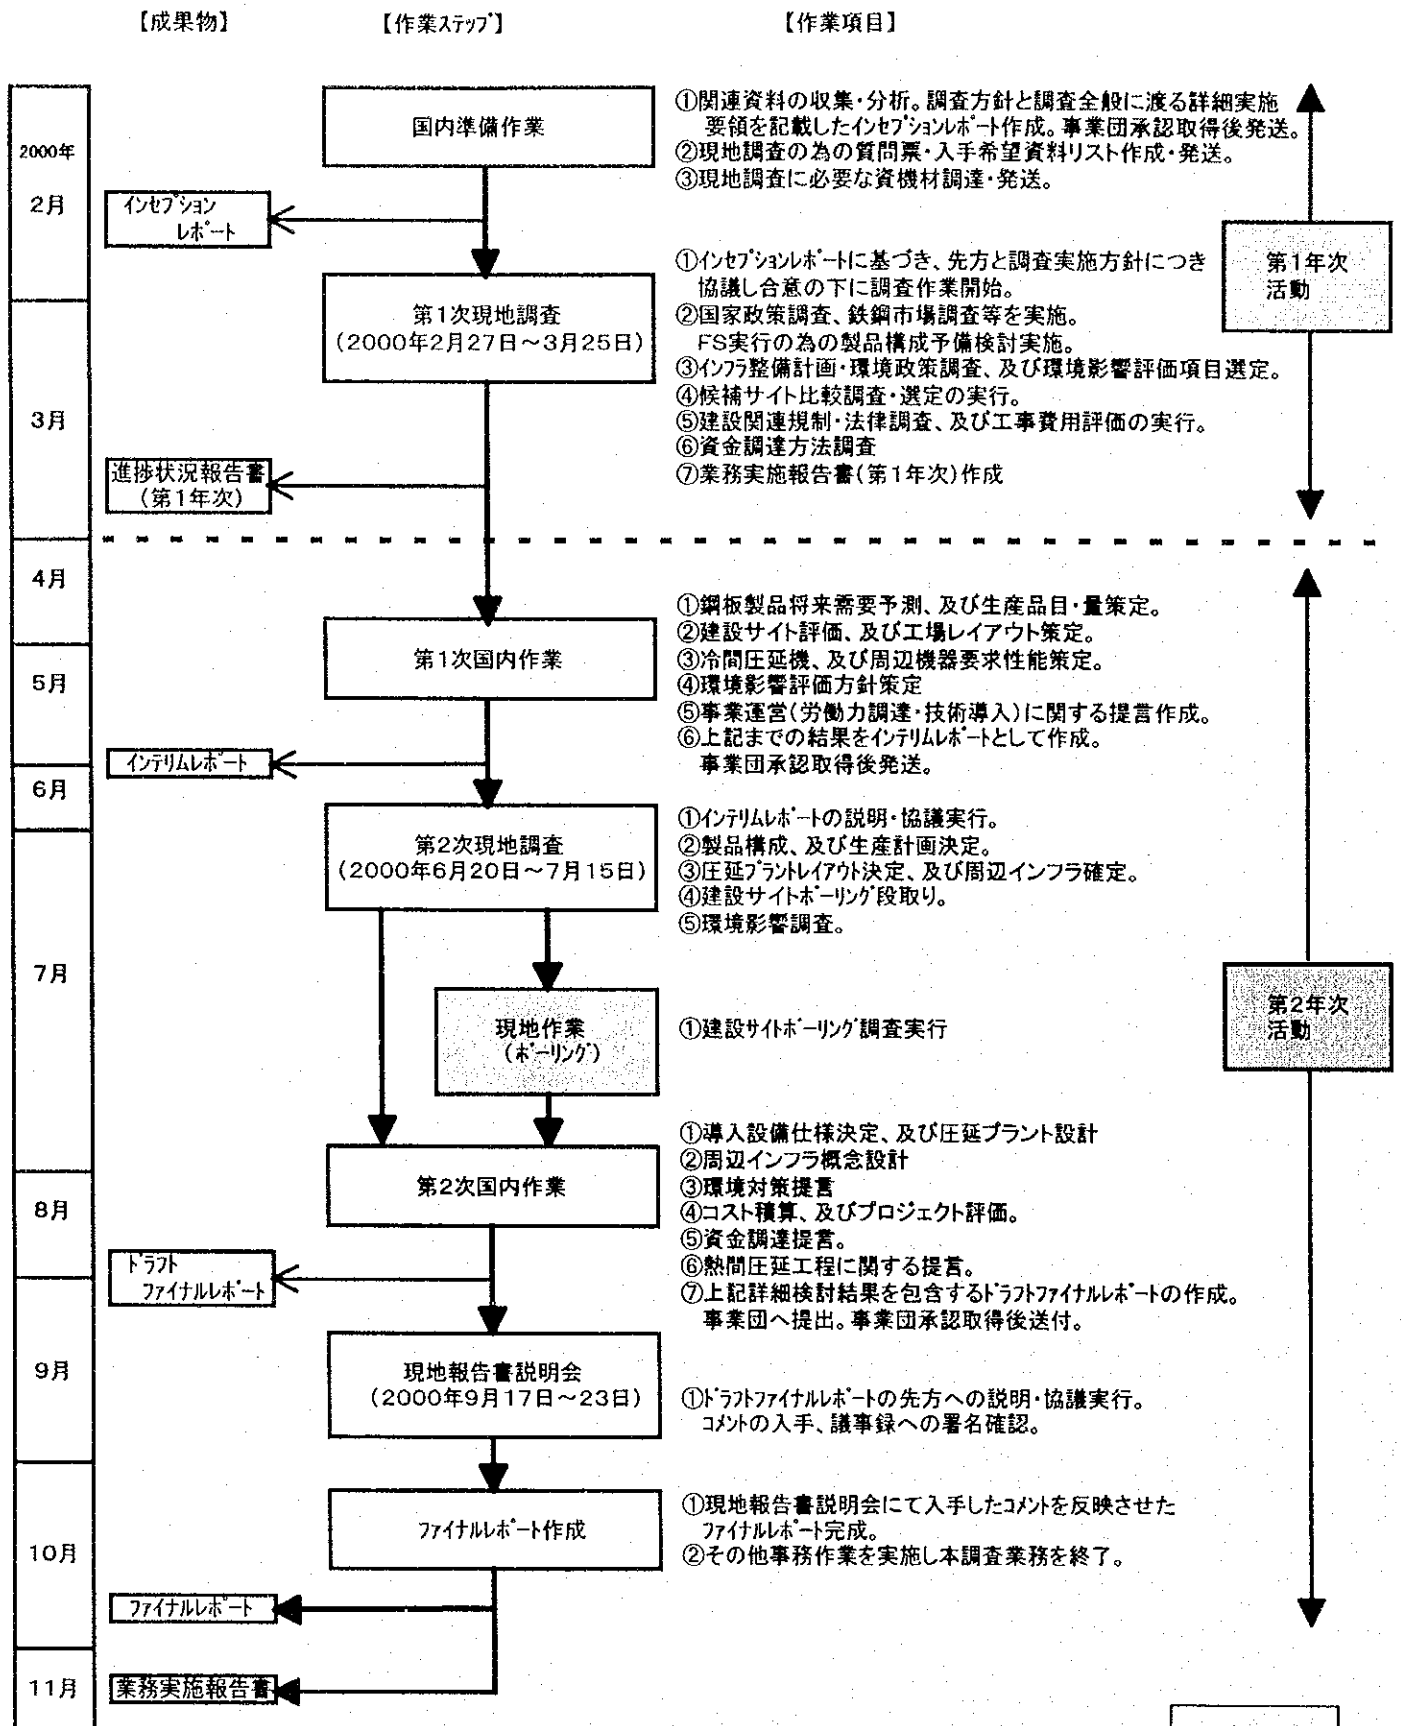 【成果物】
【作業ステップ】
【作業項目】
2000年
2月
3月
4月
5月
6月
7月
8月
9月
10月
11月
国内準備作業
①関連資料の収集・分析。調査方針と調査全般に渡る詳細実施
要領を記載したインセプションレポート作成。事業団承認取得後発送。
②現地調査の為の質問票・入手希望資料リスト作成・発送。
③現地調査に必要な資機材調達・発送。
インセプション
レポート
第1次現地調査
(2000年2月27日～3月25日)
①インセプションレポートに基づき、先方と調査実施方針につき
協議し合意の下に調査作業開始。
②国家政策調査、鉄鋼市場調査等を実施。
FS実行の為の製品構成予備検討実施。
③インフラ整備計画・環境政策調査、及び環境影響評価項目選定。
④候補サイト比較調査・選定の実行。
⑤建設関連規制・法律調査、及び工事費用評価の実行。
⑥資金調達方法調査
⑦業務実施報告書(第1年次)作成
第1年次
活動
進捗状況報告書
(第1年次)
第1次国内作業
①鋼板製品将来需要予測、及び生産品目・量策定。
②建設サイト評価、及び工場レイアウト策定。
③冷間圧延機、及び周辺機器要求性能策定。
④環境影響評価方針策定
⑤事業運営(労働力調達・技術導入)に関する提言作成。
⑥上記までの結果をインテリムレポートとして作成。
事業団承認取得後発送。
インテリムレポート
第2次現地調査
(2000年6月20日～7月15日)
①インテリムレポートの説明・協議実行。
②製品構成、及び生産計画決定。
③圧延プラントレイアウト決定、及び周辺インフラ確定。
④建設サイトボーリング段取り。
⑤環境影響調査。
現地作業
(ボーリング)
①建設サイトボーリング調査実行
第2年次
活動
第2次国内作業
①導入設備仕様決定、及び圧延プラント設計
②周辺インフラ概念設計
③環境対策提言
④コスト積算、及びプロジェクト評価。
⑤資金調達提言。
⑥熱間圧延工程に関する提言。
⑦上記詳細検討結果を包含するドラフトファイナルレポートの作成。
事業団へ提出。事業団承認取得後送付。
ドラフト
ファイナルレポート
現地報告書説明会
(2000年9月17日～23日)
①ドラフトファイナルレポートの先方への説明・協議実行。
コメントの入手、議事録への署名確認。
ファイナルレポート作成
①現地報告書説明会にて入手したコメントを反映させた
ファイナルレポート完成。
②その他事務作業を実施し本調査業務を終了。
ファイナルレポート
業務実施報告書